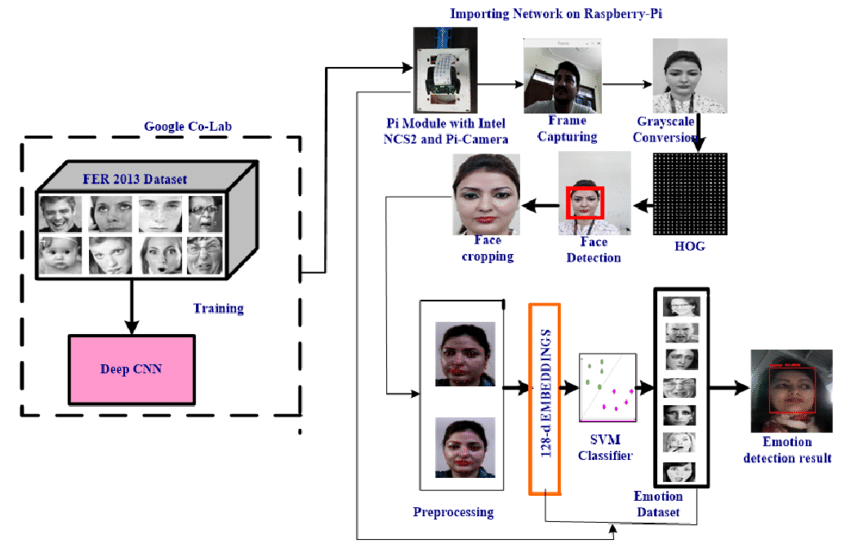 Importing Network on Raspberry-Pi
Google Co-Lab
FER 2013 Dataset
Training
Deep CNN
Pi Module with Intel
NCS2 and Pi-Camera
Frame
Capturing
Grayscale
Conversion
HOG
Face
Detection
Face
cropping
Preprocessing
128-d EMBEDDINGS
SVM
Classifier
Emotion
Dataset
Emotion
detection result